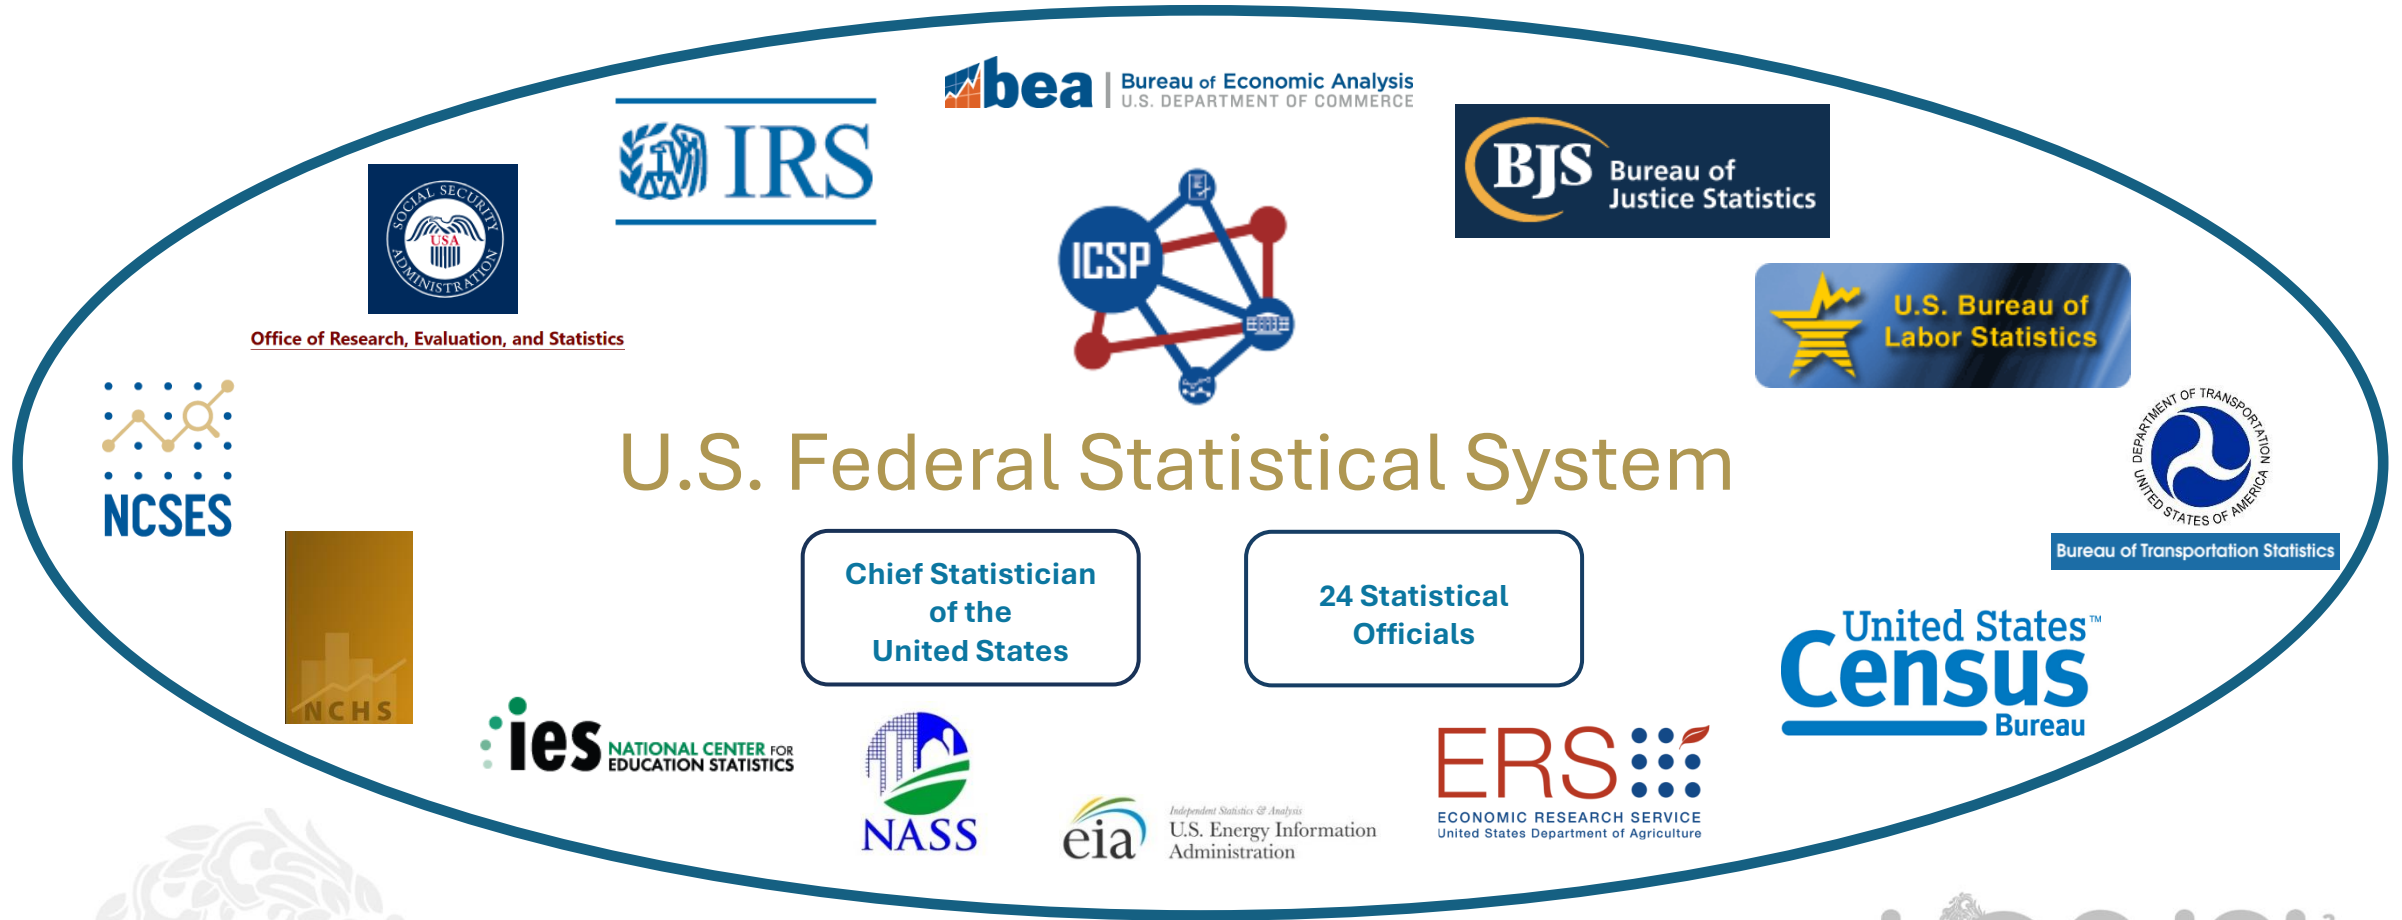 bea | Bureau of Economic Analysis
U.S. DEPARTMENT OF COMMERCE
IRS
BJS Bureau of
Justice Statistics
SOCIAL SECURITY ADMINISTRATION
USA
Office of Research, Evaluation, and Statistics
ICSP
U.S. Bureau of
Labor Statistics
NCSES
U.S. Federal Statistical System
DEPARTMENT OF TRANSPORTATION
UNITED STATES OF AMERICA
Bureau of Transportation Statistics
Chief Statistician
of the
United States
24 Statistical
Officials
NCHS
United States™
Census
Bureau
ies NATIONAL CENTER FOR
EDUCATION STATISTICS
NASS
eia
Independent Statistics & Analysis
U.S. Energy Information
Administration
ERS
ECONOMIC RESEARCH SERVICE
United States Department of Agriculture